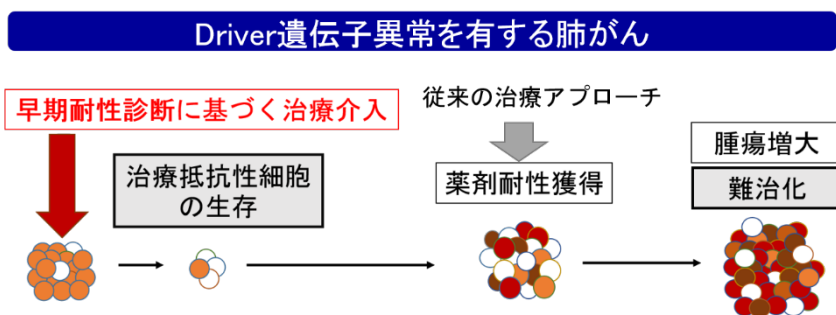 Driver遺伝子異常を有する肺がん
早期耐性診断に基づく治療介入
従来の治療アプローチ
治療抵抗性細胞
の生存
薬剤耐性獲得
腫瘍増大
難治化